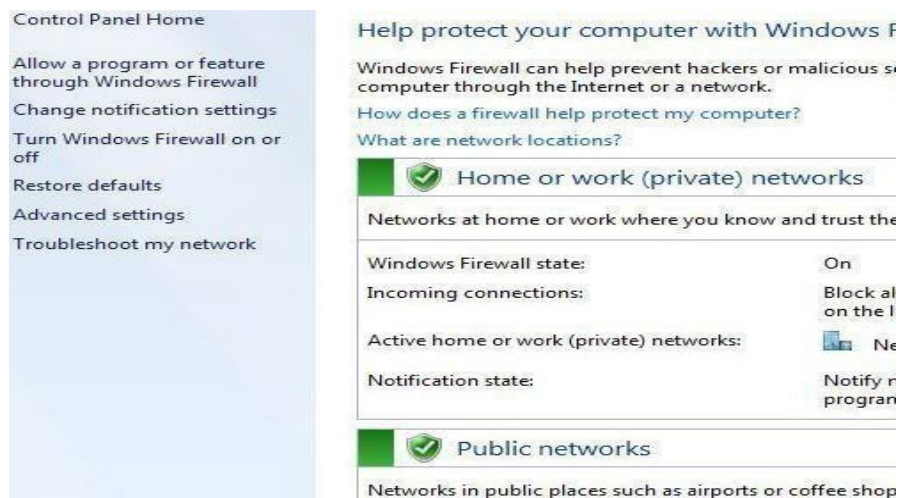 Control Panel Home
Allow a program or feature
through Windows Firewall
Change notification settings
Turn Windows Firewall on or
off
Restore defaults
Advanced settings
Troubleshoot my network
Help protect your computer with Windows
Windows Firewall can help prevent hackers or malicious
computer through the Internet or a network.
How does a firewall help protect my computer?
What are network locations?
Home or work (private) networks
Networks at home or work where you know and trust the
Windows Firewall state: On
Incoming connections: Block
on the
Active home or work (private) networks:
Notification state: Notify
Public networks
Networks in public places such as airports or coffee shop